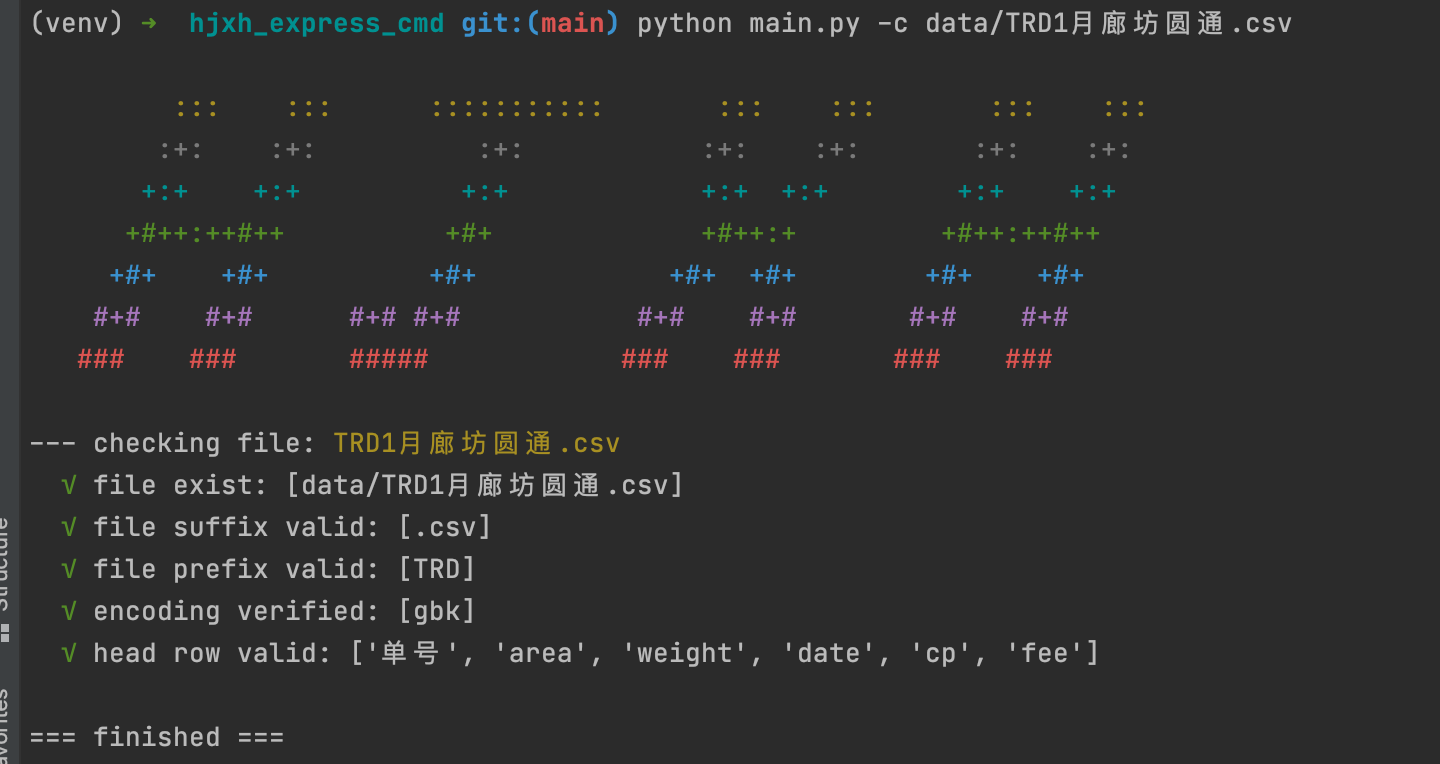 (venv) ➜  hjxh_express_cmd git:(main) python main.py -c data/TRD1月廊坊圆通.csv
         :::    :::      :::::::::::       :::    :::       :::    :::
        :+:    :+:          :+:           :+:    :+:       :+:    :+:
       +:+    +:+          +:+            +:+  +:+        +:+    +:+
      +#++:++#++          +#+             +#++:+         +#++:++#++
     +#+    +#+          +#+            +#+  +#+        +#+    +#+
    #+#    #+#      #+# #+#           #+#    #+#       #+#    #+#
   ###    ###       #####            ###    ###       ###    ###
--- checking file: TRD1月廊坊圆通.csv
  √ file exist: [data/TRD1月廊坊圆通.csv]
  √ file suffix valid: [.csv]
  √ file prefix valid: [TRD]
  √ encoding verified: [gbk]
  √ head row valid: ['单号', 'area', 'weight', 'date', 'cp', 'fee']
=== finished ===
Structure